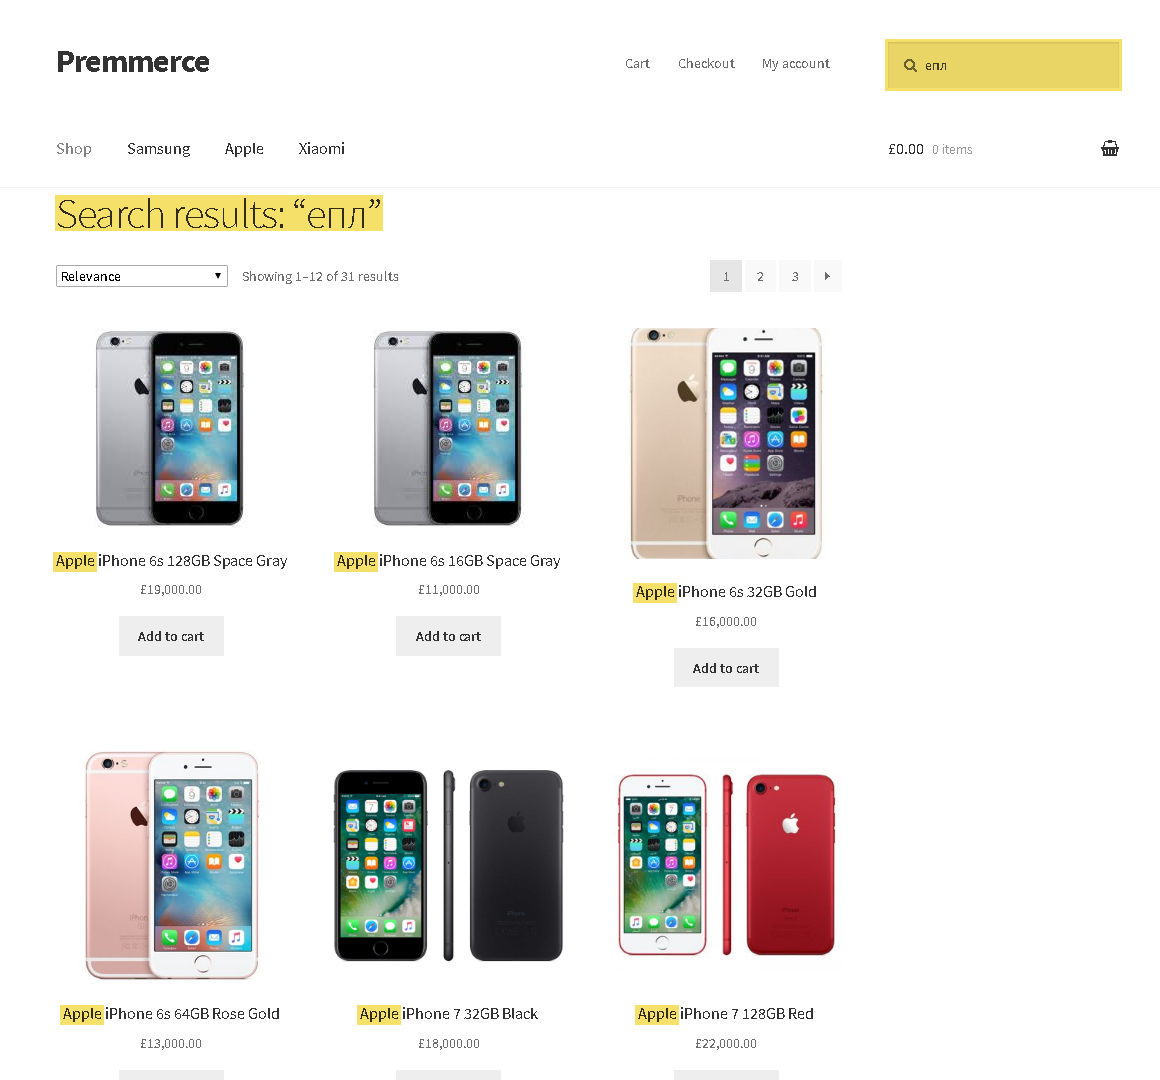 Premmerce
Cart Checkout My account
епл
Shop Samsung Apple Xiaomi
£0.00 0 items
Search results: “епл”
Relevance
Showing 1–12 of 31 results
1 2 3
Apple iPhone 6s 128GB Space Gray
£19,000.00
Add to cart
Apple iPhone 6s 16GB Space Gray
£11,000.00
Add to cart
Apple iPhone 6s 32GB Gold
£16,000.00
Add to cart
Apple iPhone 6s 64GB Rose Gold
£13,000.00
Apple iPhone 7 32GB Black
£18,000.00
Apple iPhone 7 128GB Red
£22,000.00